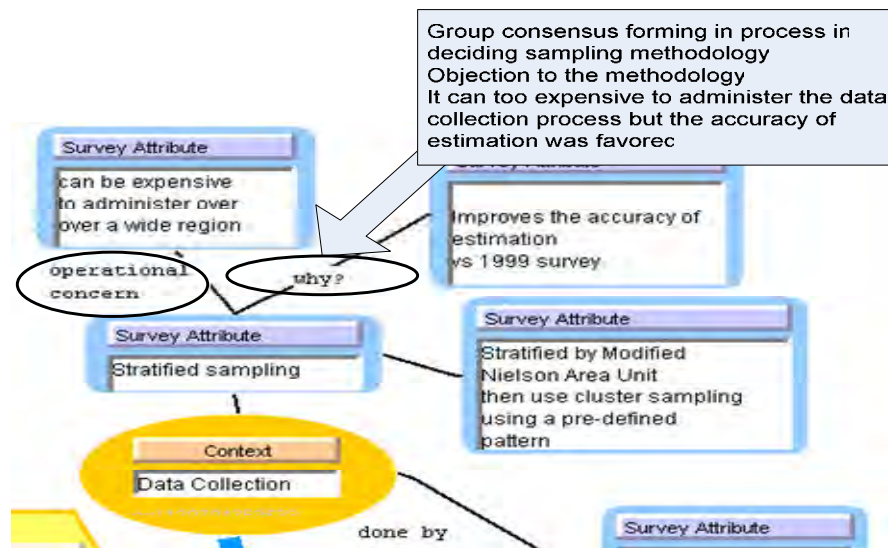 Group consensus forming in process in
deciding sampling methodology
Objection to the methodology
It can too expensive to administer the data
collection process but the accuracy of
estimation was favored
Survey Attribute
can be expensive
to administer over
over a wide region
Improves the accuracy of
estimation
vs 1999 survey
operational
concern
why?
Survey Attribute
Stratified sampling
Survey Attribute
Stratified by Modified
Nielson Area Unit
then use cluster sampling
using a pre-defined
pattern
Context
Data Collection
done by
Survey Attribute